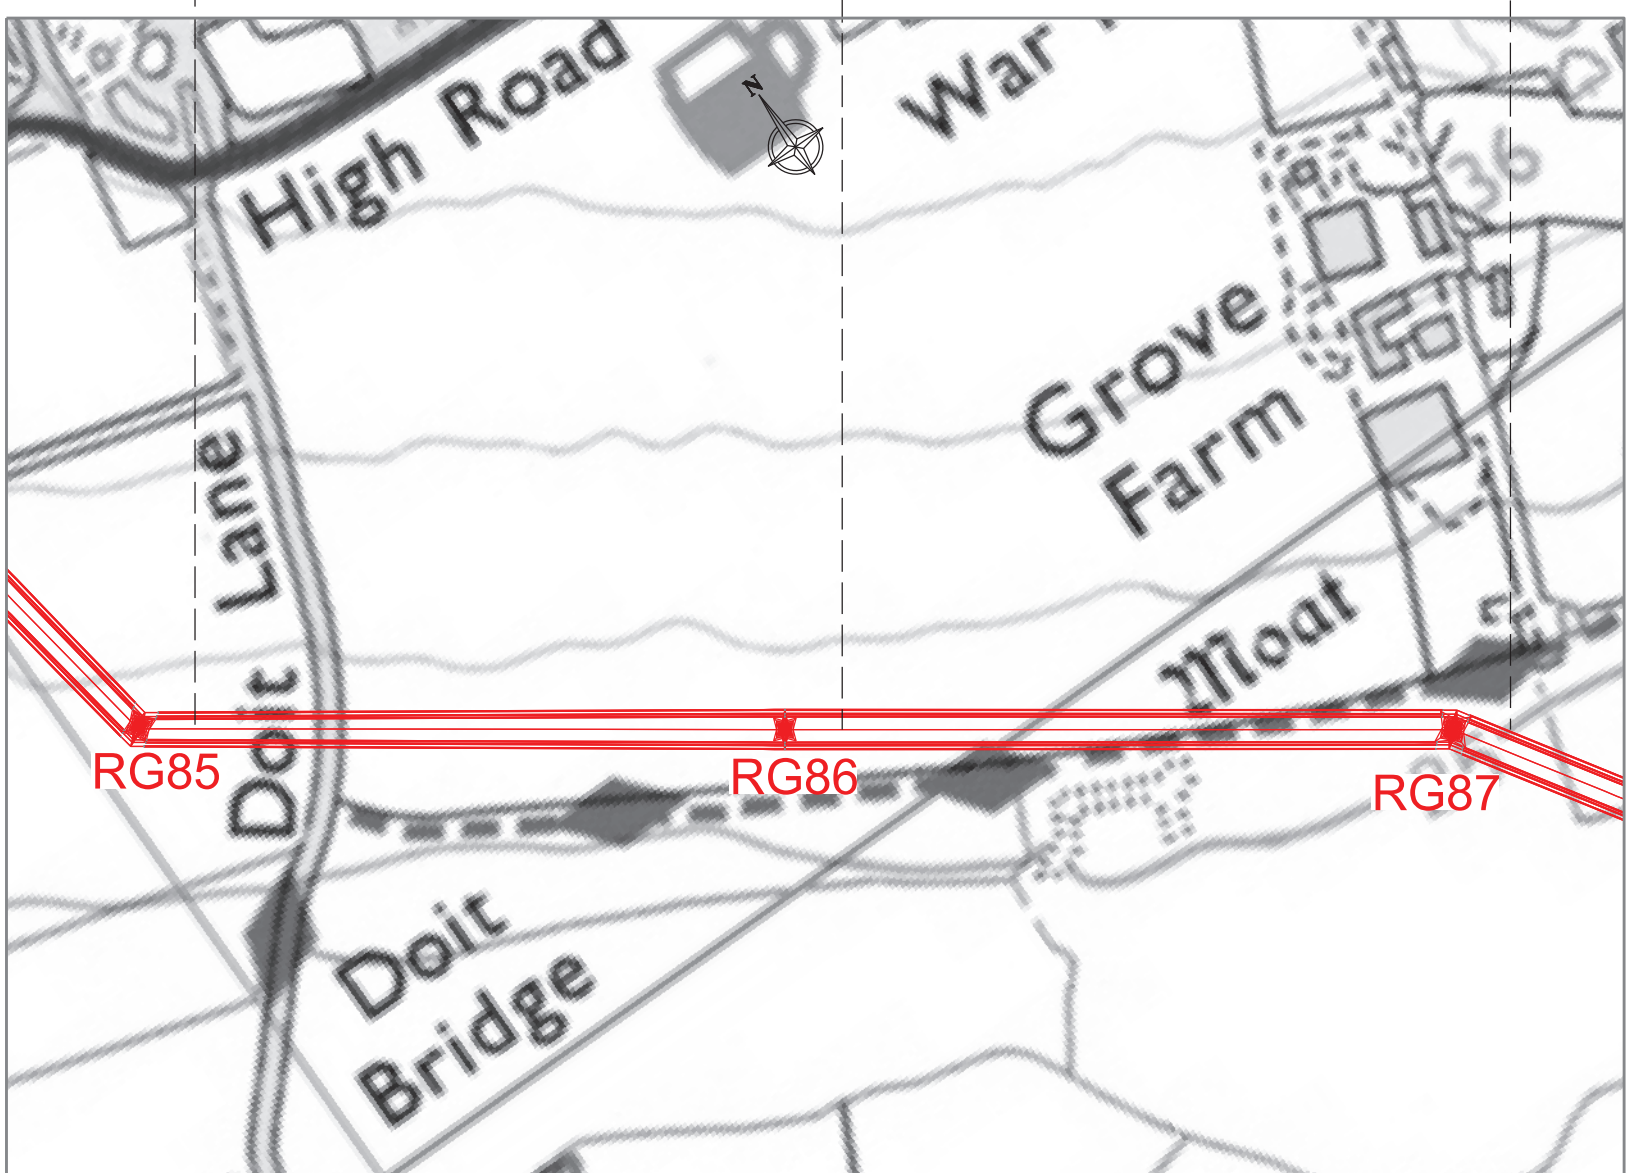 High Road
War
N
36
Grove
Farm
Doit Lane
Moat
RG85
RG86
RG87
Doit
Bridge